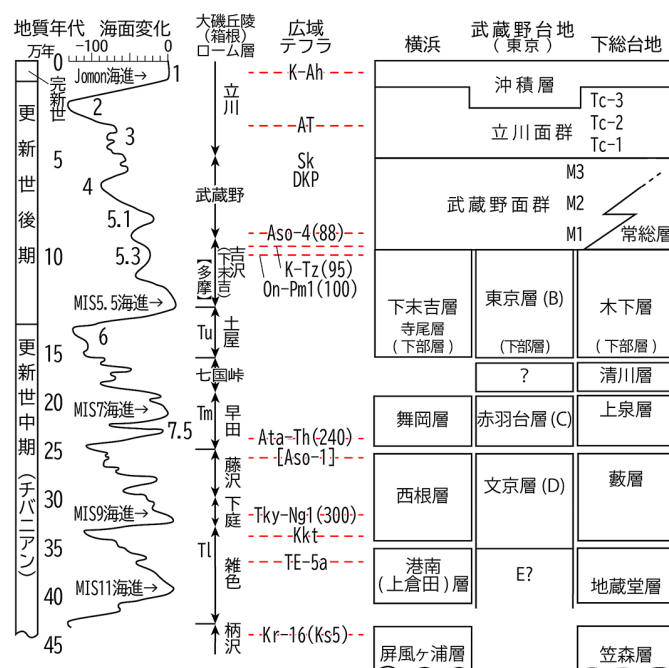 地質年代 海面変化 大磯丘陵 広域 武蔵野台地
(箱根) テフラ 横浜 (東京) 下総台地
万年 -100 0 ローム層
0 Jomon海進→ 1 K-Ah 沖積層
完新世 立川 Tc-3
2 AT 立川面群 Tc-2
3 Tc-1
更新世後期 5 Sk M3
4 武蔵野 DKP 武蔵野面群 M2
5.1 Aso-4(88) M1 常総層
10 5.3 吉沢 K-Tz(95)
(下末吉) On-Pm1(100)
【多摩】
MIS5.5海進→ 下末吉層 東京層(B) 木下層
6 Tu 土屋 寺尾層
15 (下部層) (下部層) (下部層)
七国峠 ? 清川層
20 MIS7海進→ Tm 早田 舞岡層 赤羽台層(C) 上泉層
7.5 Ata-Th(240)
25 [Aso-1]
更新世中期(チバニアン) 藤沢 西根層 文京層(D) 藪層
30 MIS9海進→ 下庭 Tky-Ng1(300)
Kkt
35 Tl TE-5a 港南
雑色 (上倉田)層 E? 地蔵堂層
40 MIS11海進→
45 柄沢 Kr-16(Ks5) 屏風ヶ浦層 笠森層